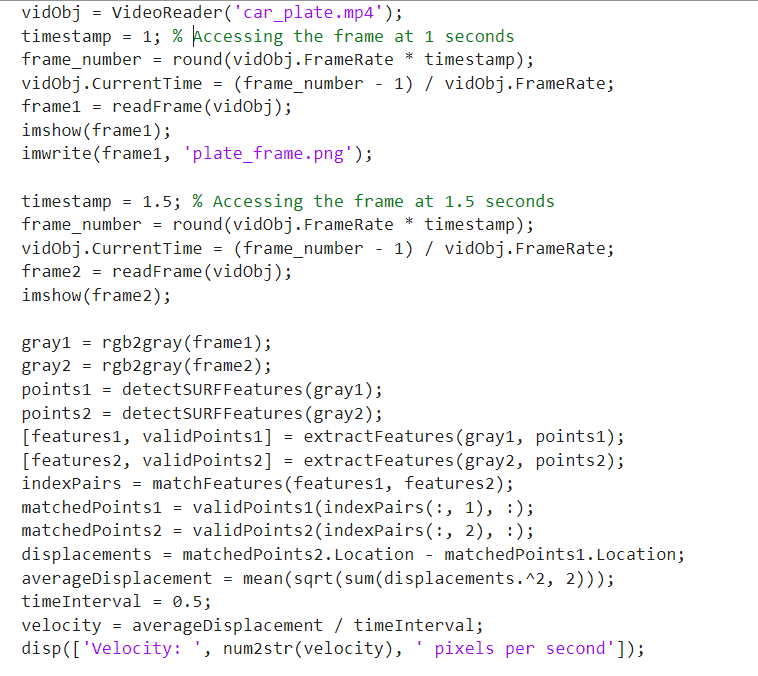 vidObj = VideoReader('car_plate.mp4');
timestamp = 1; % Accessing the frame at 1 seconds
frame_number = round(vidObj.FrameRate * timestamp);
vidObj.CurrentTime = (frame_number - 1) / vidObj.FrameRate;
frame1 = readFrame(vidObj);
imshow(frame1);
imwrite(frame1, 'plate_frame.png');
timestamp = 1.5; % Accessing the frame at 1.5 seconds
frame_number = round(vidObj.FrameRate * timestamp);
vidObj.CurrentTime = (frame_number - 1) / vidObj.FrameRate;
frame2 = readFrame(vidObj);
imshow(frame2);
gray1 = rgb2gray(frame1);
gray2 = rgb2gray(frame2);
points1 = detectSURFFeatures(gray1);
points2 = detectSURFFeatures(gray2);
[features1, validPoints1] = extractFeatures(gray1, points1);
[features2, validPoints2] = extractFeatures(gray2, points2);
indexPairs = matchFeatures(features1, features2);
matchedPoints1 = validPoints1(indexPairs(:, 1), :);
matchedPoints2 = validPoints2(indexPairs(:, 2), :);
displacements = matchedPoints2.Location - matchedPoints1.Location;
averageDisplacement = mean(sqrt(sum(displacements.^2, 2)));
timeInterval = 0.5;
velocity = averageDisplacement / timeInterval;
disp(['Velocity: ', num2str(velocity), ' pixels per second']);